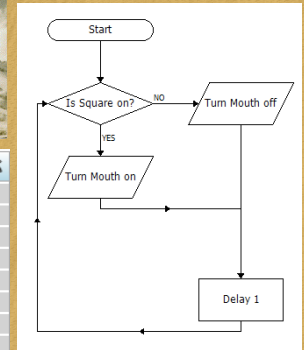 Start
Is Square on?
NO
Turn Mouth off
YES
Turn Mouth on
Delay 1